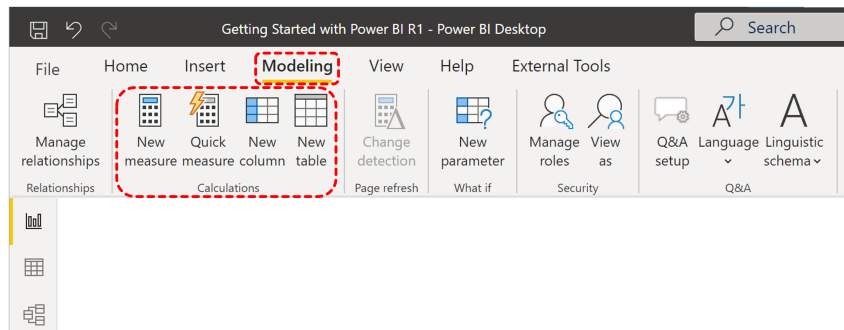 Getting Started with Power BI R1 - Power BI Desktop
Search
File Home Insert Modeling View Help External Tools
Manage relationships
New measure
Quick measure
New column
New table
Change detection
New parameter
Manage roles
View as
Q&A setup
Language
Linguistic schema
Relationships
Calculations
Page refresh
What if
Security
Q&A